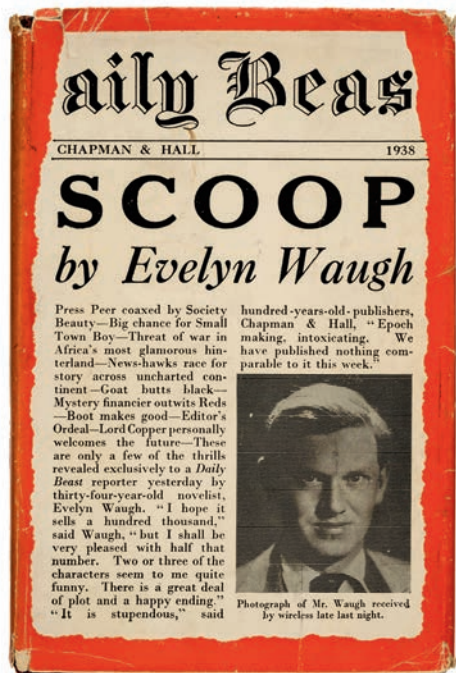 aily Beas
CHAPMAN & HALL 1938
SCOOP
by Evelyn Waugh
Press Peer coaxed by Society
Beauty—Big chance for Small
Town Boy—Threat of war in
Africa's most glamorous hin-
terland—News-hawks race for
story across uncharted con-
tinent—Goat butts black—
Mystery financier outwits Reds
—Boot makes good—Editor's
Ordeal—Lord Copper personally
welcomes the future—These
are only a few of the thrills
revealed exclusively to a Daily
Beast reporter yesterday by
thirty-four-year-old novelist,
Evelyn Waugh. "I hope it
sells a hundred thousand,"
said Waugh, "but I shall be
very pleased with half that
number. Two or three of the
characters seem to me quite
funny. There is a great deal
of plot and a happy ending."
"It is stupendous," said
hundred-years-old-publishers,
Chapman & Hall, "Epoch
making, intoxicating. We
have published nothing com-
parable to it this week."
Photograph of Mr. Waugh received
by wireless late last night.